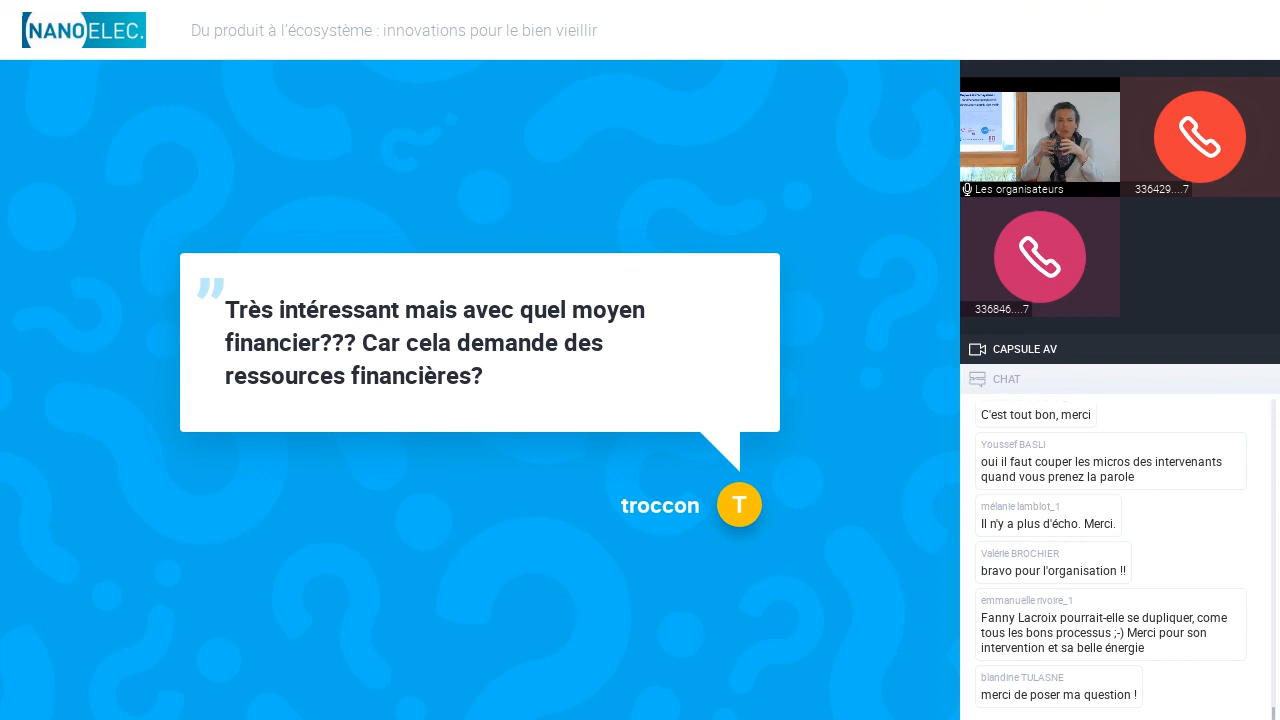 NANOELEC.
Du produit à l'écosystème : innovations pour le bien vieillir
”
Très intéressant mais avec quel moyen
financier??? Car cela demande des
ressources financières?
troccon
T
Les organisateurs
336429....7
336846....7
CAPSULE AV
CHAT
C'est tout bon, merci
Youssef BASLI
oui il faut couper les micros des intervenants
quand vous prenez la parole
mélanie lamblot_1
Il n'y a plus d'écho. Merci.
Valérie BROCHIER
bravo pour l'organisation !!
emmanuelle rivoire_1
Fanny Lacroix pourrait-elle se dupliquer, come
tous les bons processus ;-) Merci pour son
intervention et sa belle énergie
blandine TULASNE
merci de poser ma question !